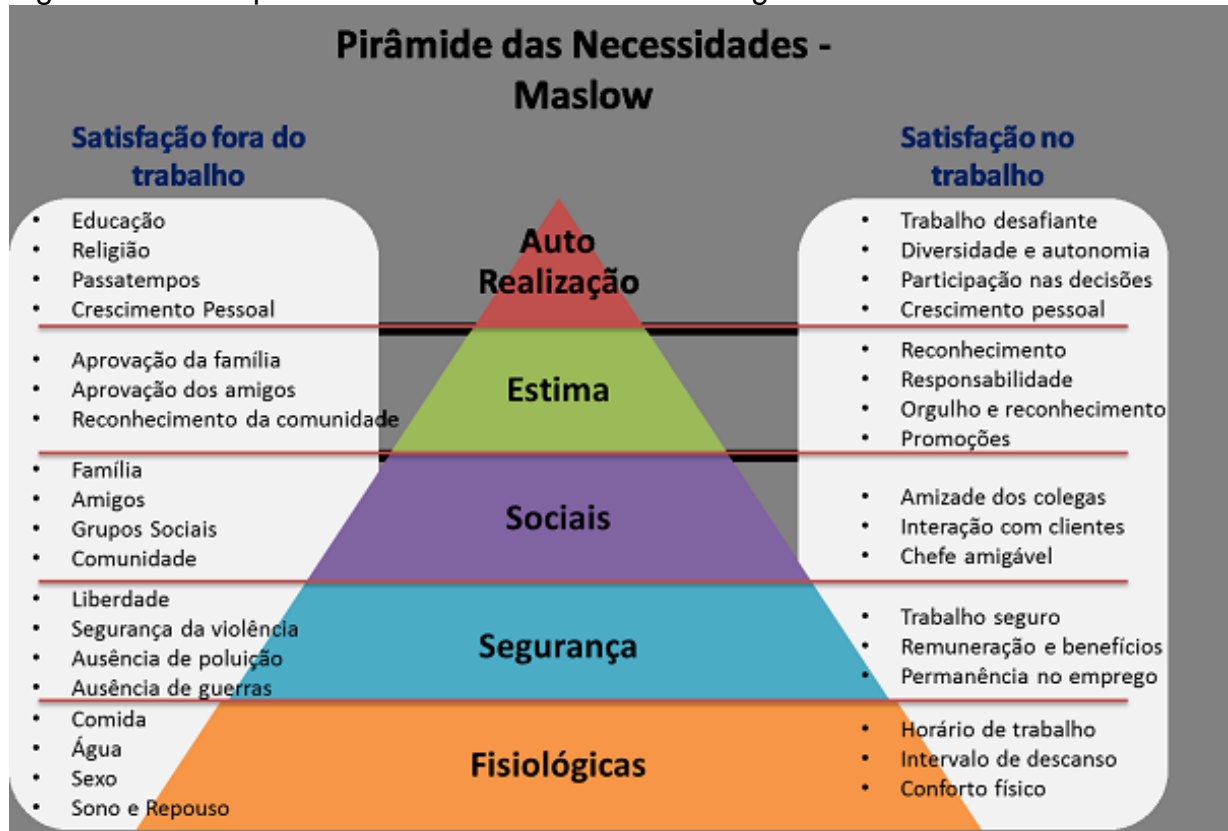 Pirâmide das Necessidades -
Maslow
Satisfação fora do
trabalho
• Educação
• Religião
• Passatempos
• Crescimento Pessoal
• Aprovação da família
• Aprovação dos amigos
• Reconhecimento da comunidade
• Família
• Amigos
• Grupos Sociais
• Comunidade
• Liberdade
• Segurança da violência
• Ausência de poluição
• Ausência de guerras
• Comida
• Água
• Sexo
• Sono e Repouso
Auto
Realização
Estima
Sociais
Segurança
Fisiológicas
Satisfação no
trabalho
• Trabalho desafiante
• Diversidade e autonomia
• Participação nas decisões
• Crescimento pessoal
• Reconhecimento
• Responsabilidade
• Orgulho e reconhecimento
• Promoções
• Amizade dos colegas
• Interação com clientes
• Chefe amigável
• Trabalho seguro
• Remuneração e benefícios
• Permanência no emprego
• Horário de trabalho
• Intervalo de descanso
• Conforto físico